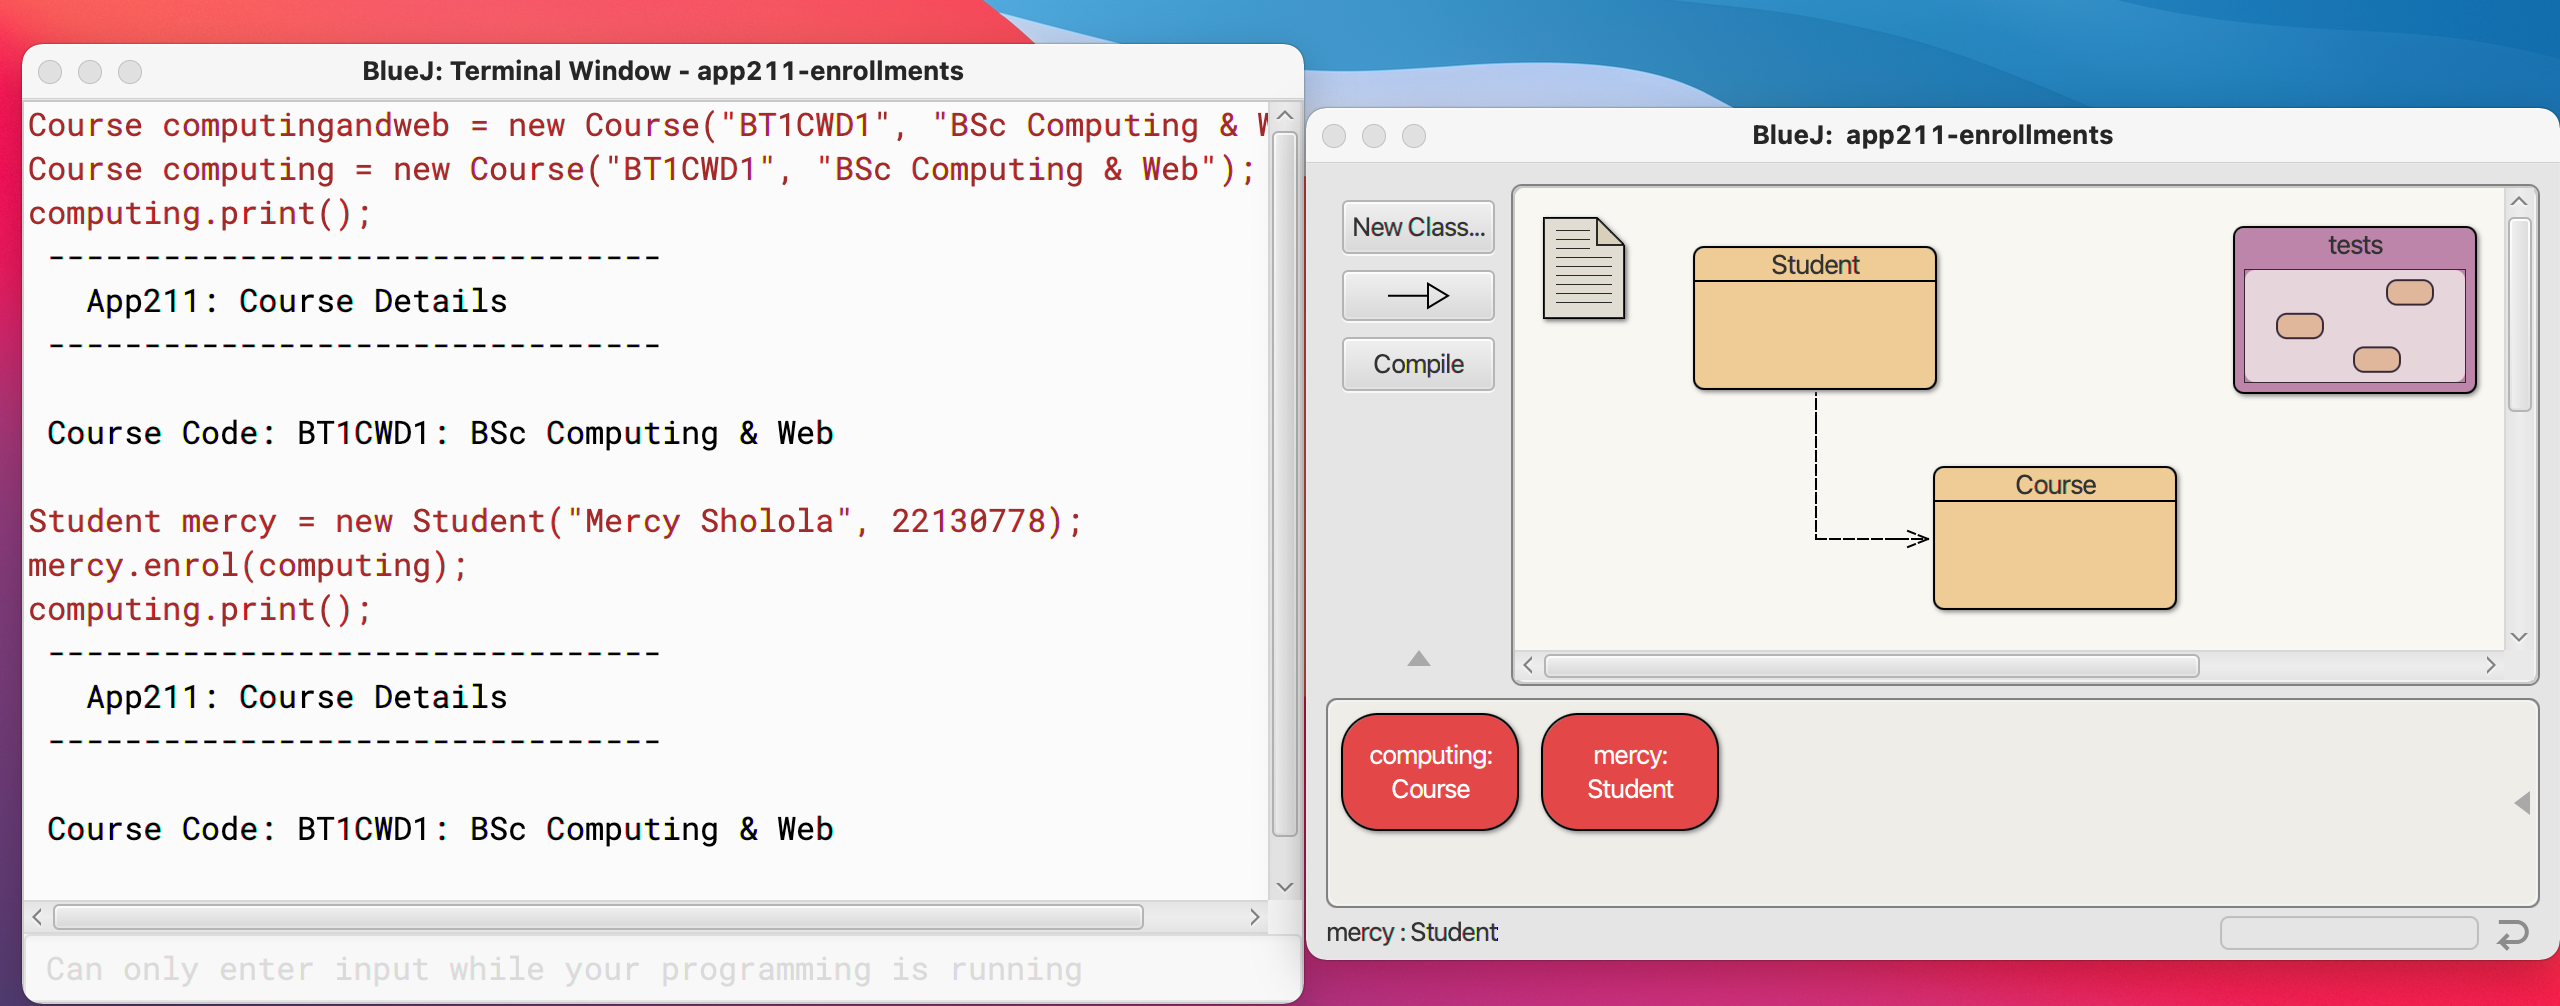 BlueJ: Terminal Window - app211-enrollments
Course computingandweb = new Course("BT1CWD1", "BSc Computing & W
Course computing = new Course("BT1CWD1", "BSc Computing & Web");
computing.print();
--------------------------------
App211: Course Details
--------------------------------
Course Code: BT1CWD1: BSc Computing & Web
Student mercy = new Student("Mercy Sholola", 22130778);
mercy.enrol(computing);
computing.print();
--------------------------------
App211: Course Details
--------------------------------
Course Code: BT1CWD1: BSc Computing & Web
Can only enter input while your programming is running
BlueJ: app211-enrollments
New Class...
Compile
Student
tests
Course
computing:
Course
mercy:
Student
mercy : Student